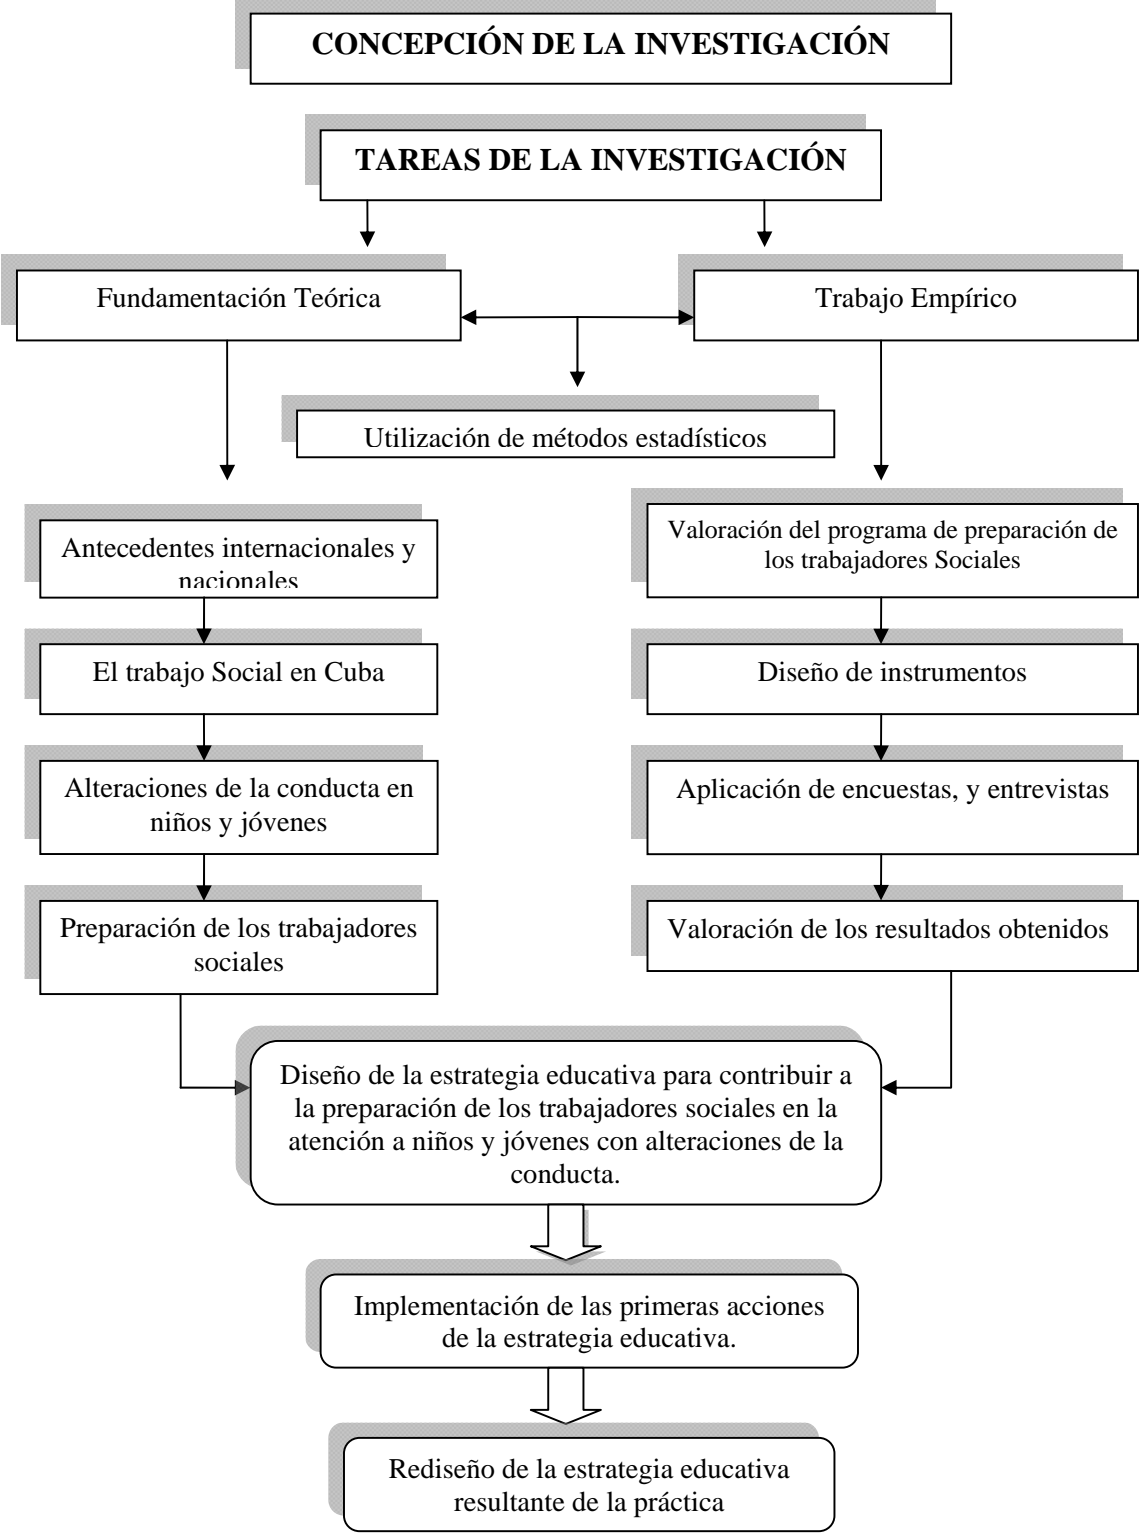 CONCEPCIÓN DE LA INVESTIGACIÓN
TAREAS DE LA INVESTIGACIÓN
Fundamentación Teórica
Trabajo Empírico
Utilización de métodos estadísticos
Antecedentes internacionales y
nacionales
El trabajo Social en Cuba
Alteraciones de la conducta en
niños y jóvenes
Preparación de los trabajadores
sociales
Valoración del programa de preparación de
los trabajadores Sociales
Diseño de instrumentos
Aplicación de encuestas, y entrevistas
Valoración de los resultados obtenidos
Diseño de la estrategia educativa para contribuir a
la preparación de los trabajadores sociales en la
atención a niños y jóvenes con alteraciones de la
conducta.
Implementación de las primeras acciones
de la estrategia educativa.
Rediseño de la estrategia educativa
resultante de la práctica